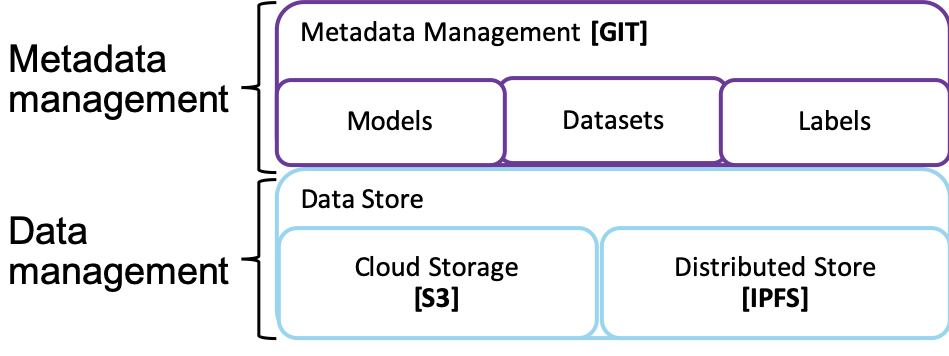 Metadata
management
Metadata Management [GIT]
Models
Datasets
Labels
Data
management
Data Store
Cloud Storage
[S3]
Distributed Store
[IPFS]